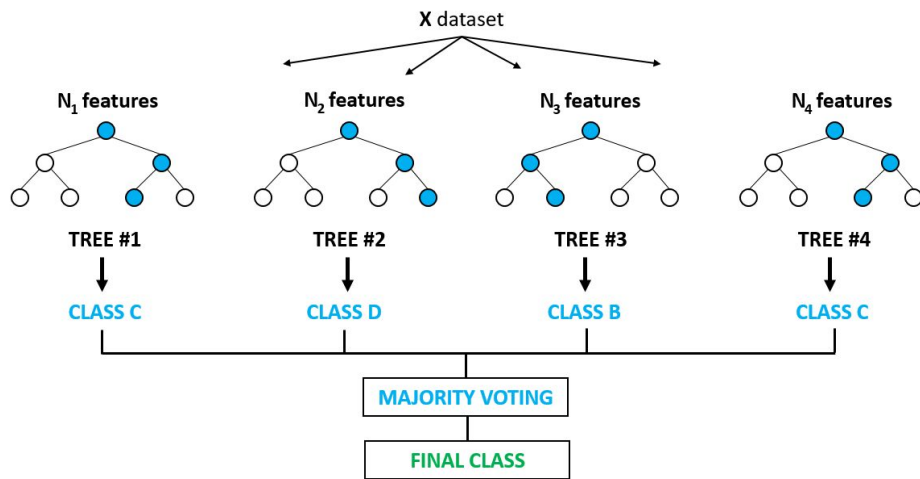 X dataset
N₁ features N₂ features N₃ features N₄ features
TREE #1 TREE #2 TREE #3 TREE #4
CLASS C CLASS D CLASS B CLASS C
MAJORITY VOTING
FINAL CLASS